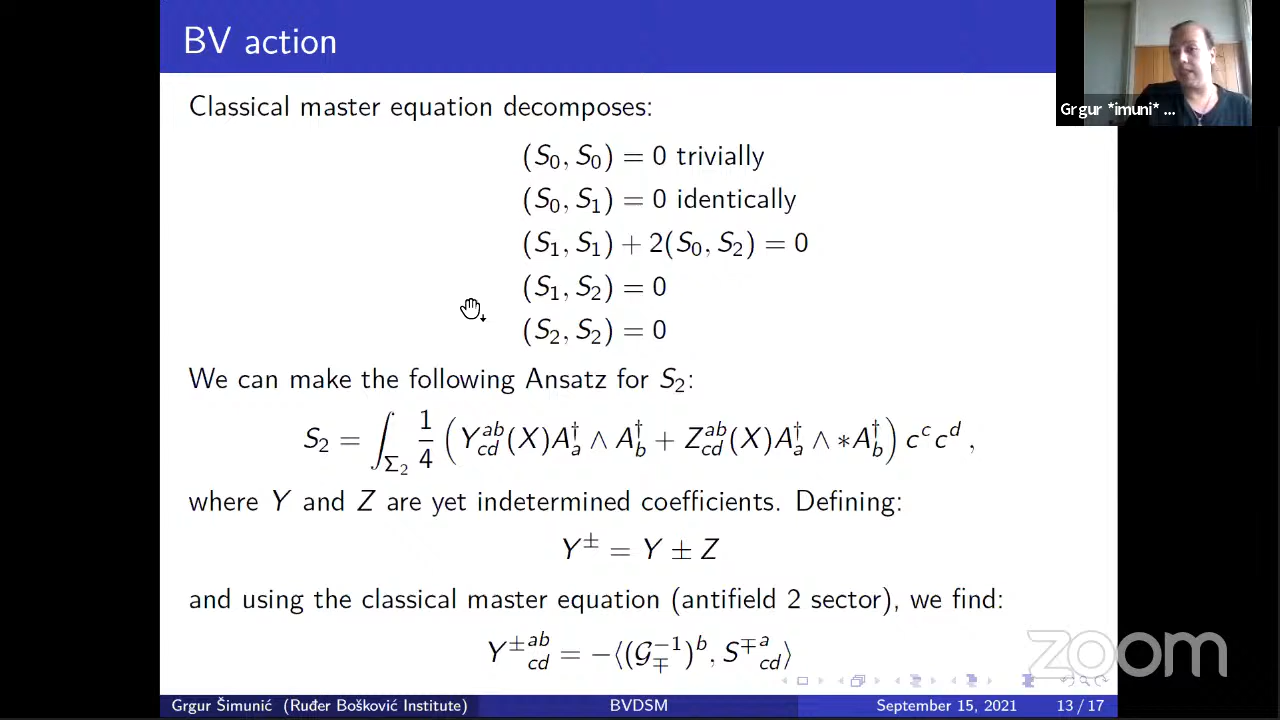 BV action
Grgur *imuni* ...
Classical master equation decomposes:
(S₀, S₀) = 0 trivially
(S₀, S₁) = 0 identically
(S₁, S₁) + 2(S₀, S₂) = 0
(S₁, S₂) = 0
(S₂, S₂) = 0
We can make the following Ansatz for S₂:
S₂ = ∫_{Σ₂} 1/4 (Y^{ab}_{cd}(X)A^†_a ∧ A^†_b + Z^{ab}_{cd}(X)A^†_a ∧ ∗A^†_b) c^c c^d ,
where Y and Z are yet indetermined coefficients. Defining:
Y^± = Y ± Z
and using the classical master equation (antifield 2 sector), we find:
Y^{±ab}_{cd} = −⟨(𝒢^{−1}_∓)^b, S^{∓a}_{cd}⟩
zoom
Grgur Šimunić (Ruđer Bošković Institute) BVDSM September 15, 2021 13 / 17